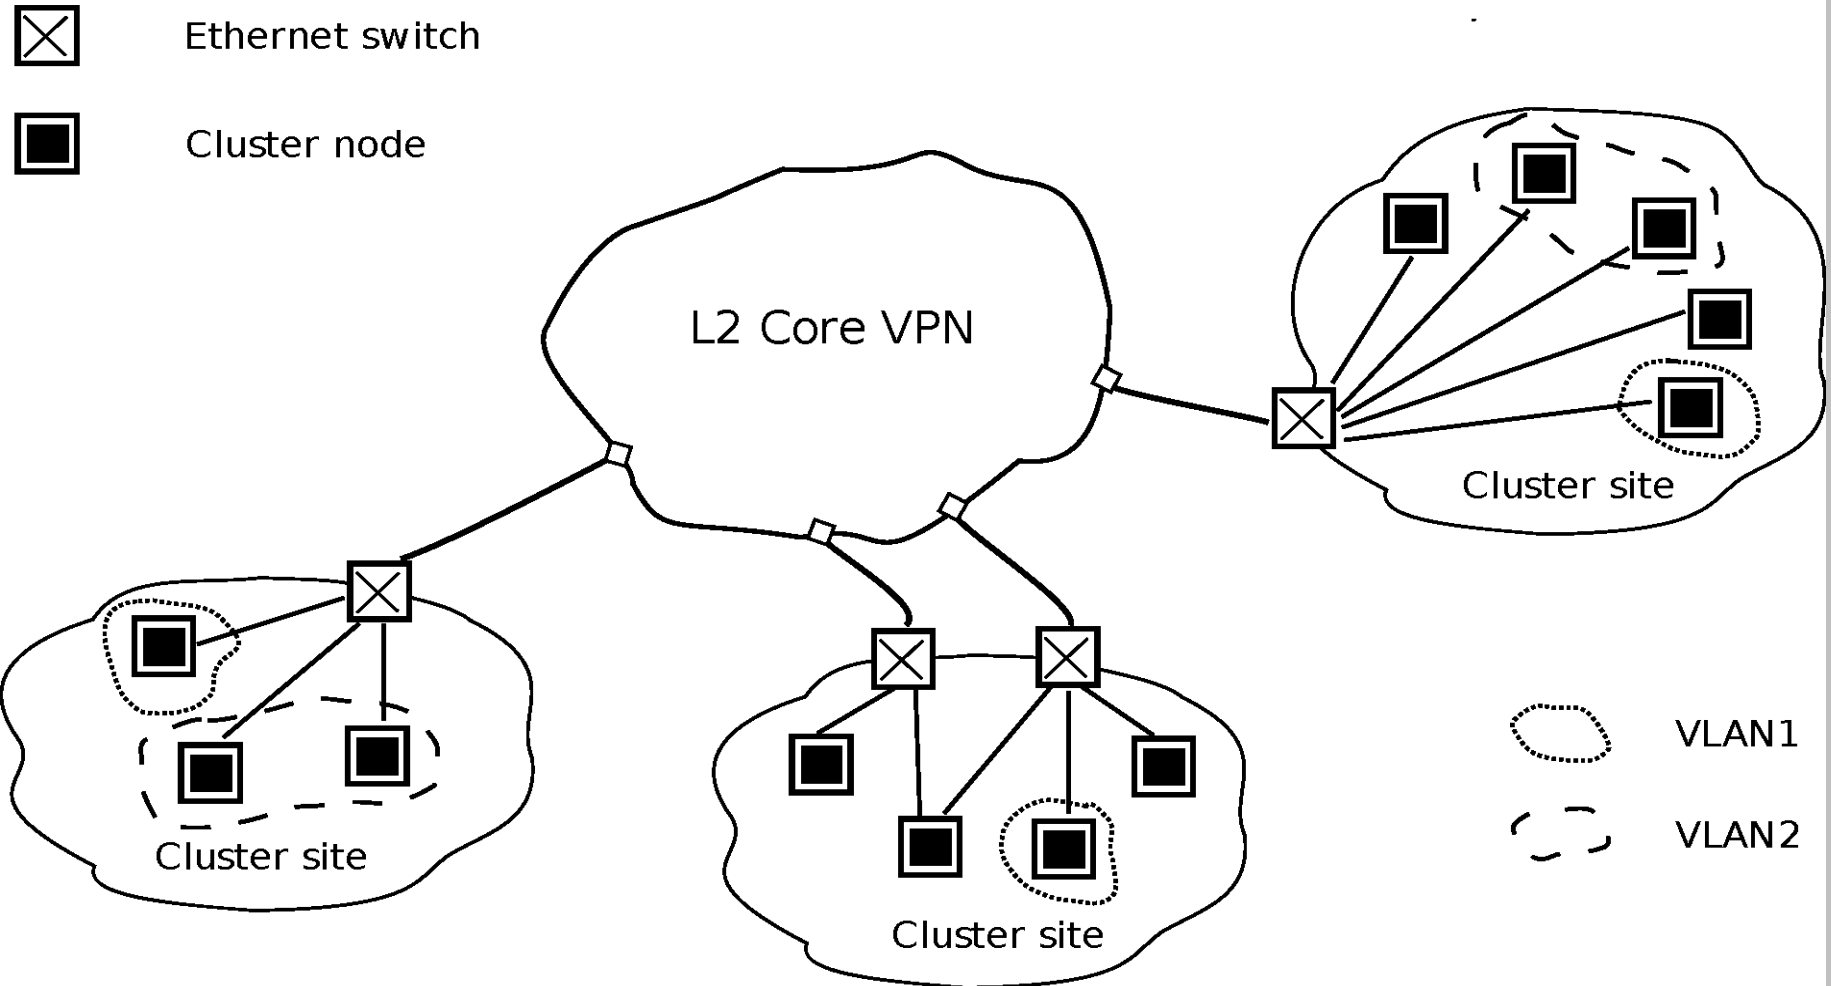 Ethernet switch
Cluster node
L2 Core VPN
Cluster site
Cluster site
Cluster site
VLAN1
VLAN2